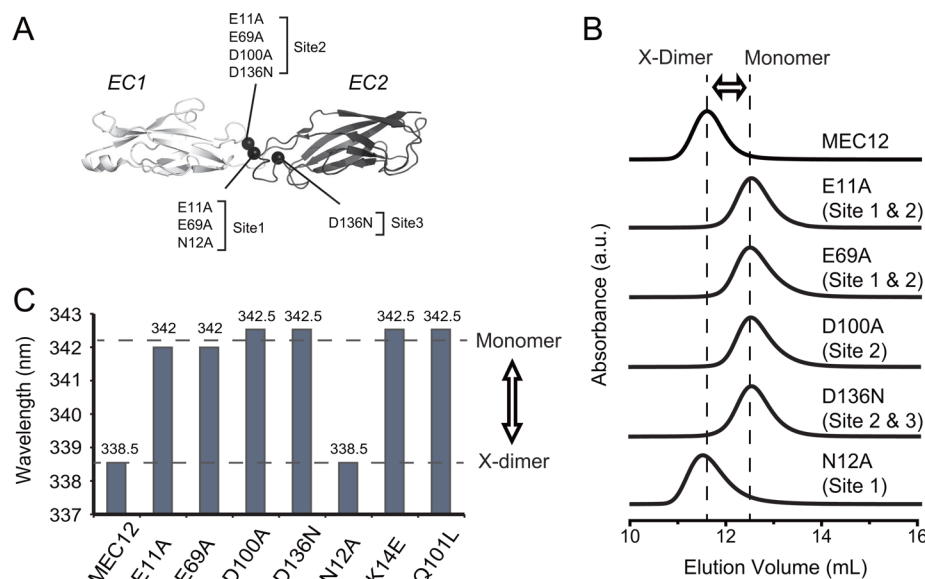 A
E11A
E69A
D100A
D136N
Site2
EC1
EC2
E11A
E69A
N12A
Site1
D136N
Site3
B
X-Dimer
Monomer
MEC12
E11A
(Site 1 & 2)
E69A
(Site 1 & 2)
D100A
(Site 2)
D136N
(Site 2 & 3)
N12A
(Site 1)
Absorbance (a.u.)
10
12
14
16
Elution Volume (mL)
C
Wavelength (nm)
343
342
341
340
339
338
337
338.5
342
342
342.5
342.5
338.5
342.5
342.5
Monomer
X-dimer
MEC12
E11A
E69A
D100A
D136N
N12A
K14E
Q101L